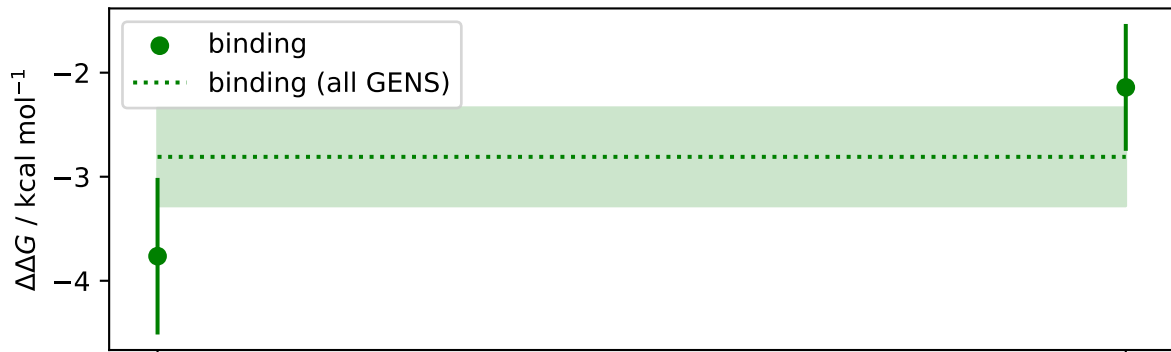 binding
binding (all GENS)
−2
−3
−4
ΔΔG / kcal mol⁻¹